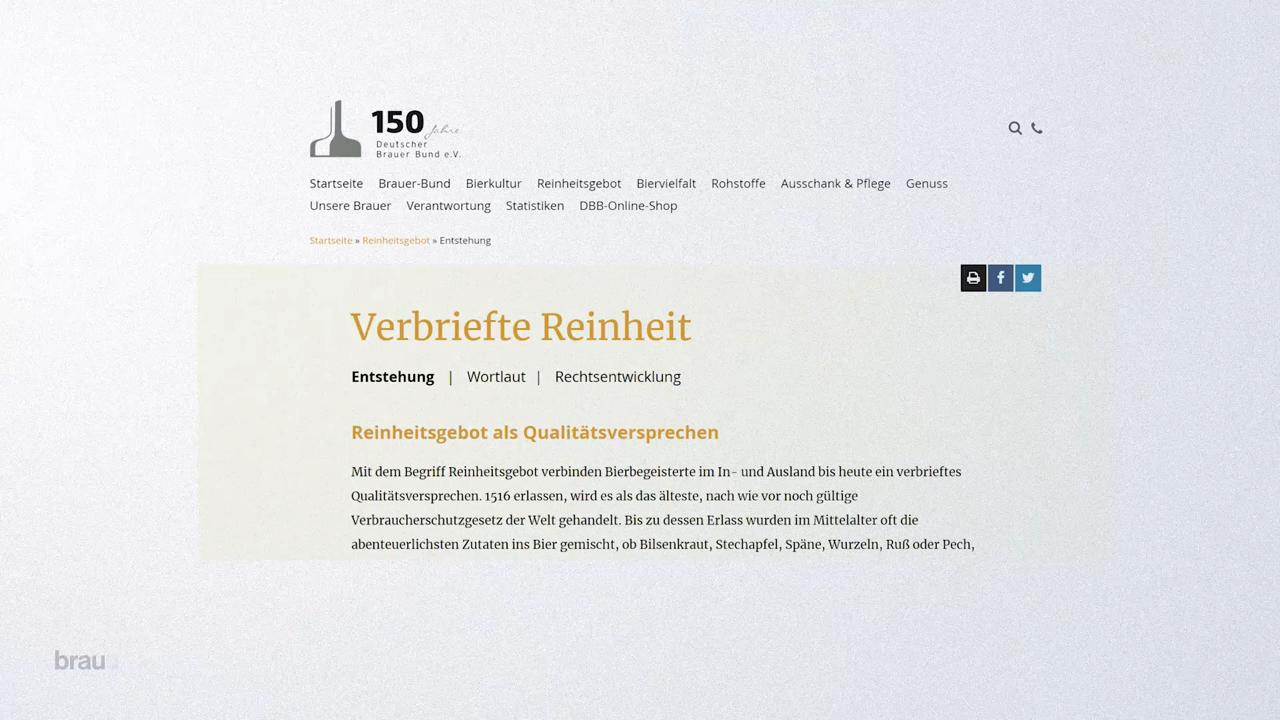 150 Jahre
Deutscher
Brauer Bund e.V.
Startseite Brauer-Bund Bierkultur Reinheitsgebot Biervielfalt Rohstoffe Ausschank & Pflege Genuss
Unsere Brauer Verantwortung Statistiken DBB-Online-Shop
Startseite » Reinheitsgebot » Entstehung
Verbriefte Reinheit
Entstehung | Wortlaut | Rechtsentwicklung
Reinheitsgebot als Qualitätsversprechen
Mit dem Begriff Reinheitsgebot verbinden Bierbegeisterte im In- und Ausland bis heute ein verbrieftes
Qualitätsversprechen. 1516 erlassen, wird es als das älteste, nach wie vor noch gültige
Verbraucherschutzgesetz der Welt gehandelt. Bis zu dessen Erlass wurden im Mittelalter oft die
abenteuerlichsten Zutaten ins Bier gemischt, ob Bilsenkraut, Stechapfel, Späne, Wurzeln, Ruß oder Pech,
brau